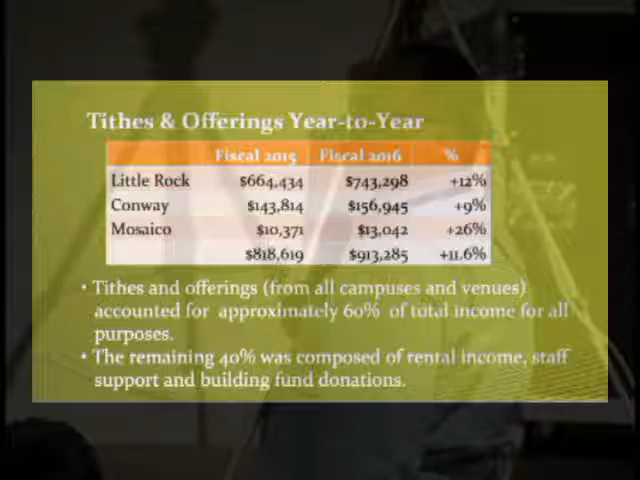 Tithes & Offerings Year-to-Year
Fiscal 2015 Fiscal 2016 %
Little Rock $664,434 $743,298 +12%
Conway $143,814 $156,945 +9%
Mosaico $10,371 $13,042 +26%
$818,619 $913,285 +11.6%
• Tithes and offerings (from all campuses and venues)
accounted for approximately 60% of total income for all
purposes.
• The remaining 40% was composed of rental income, staff
support and building fund donations.